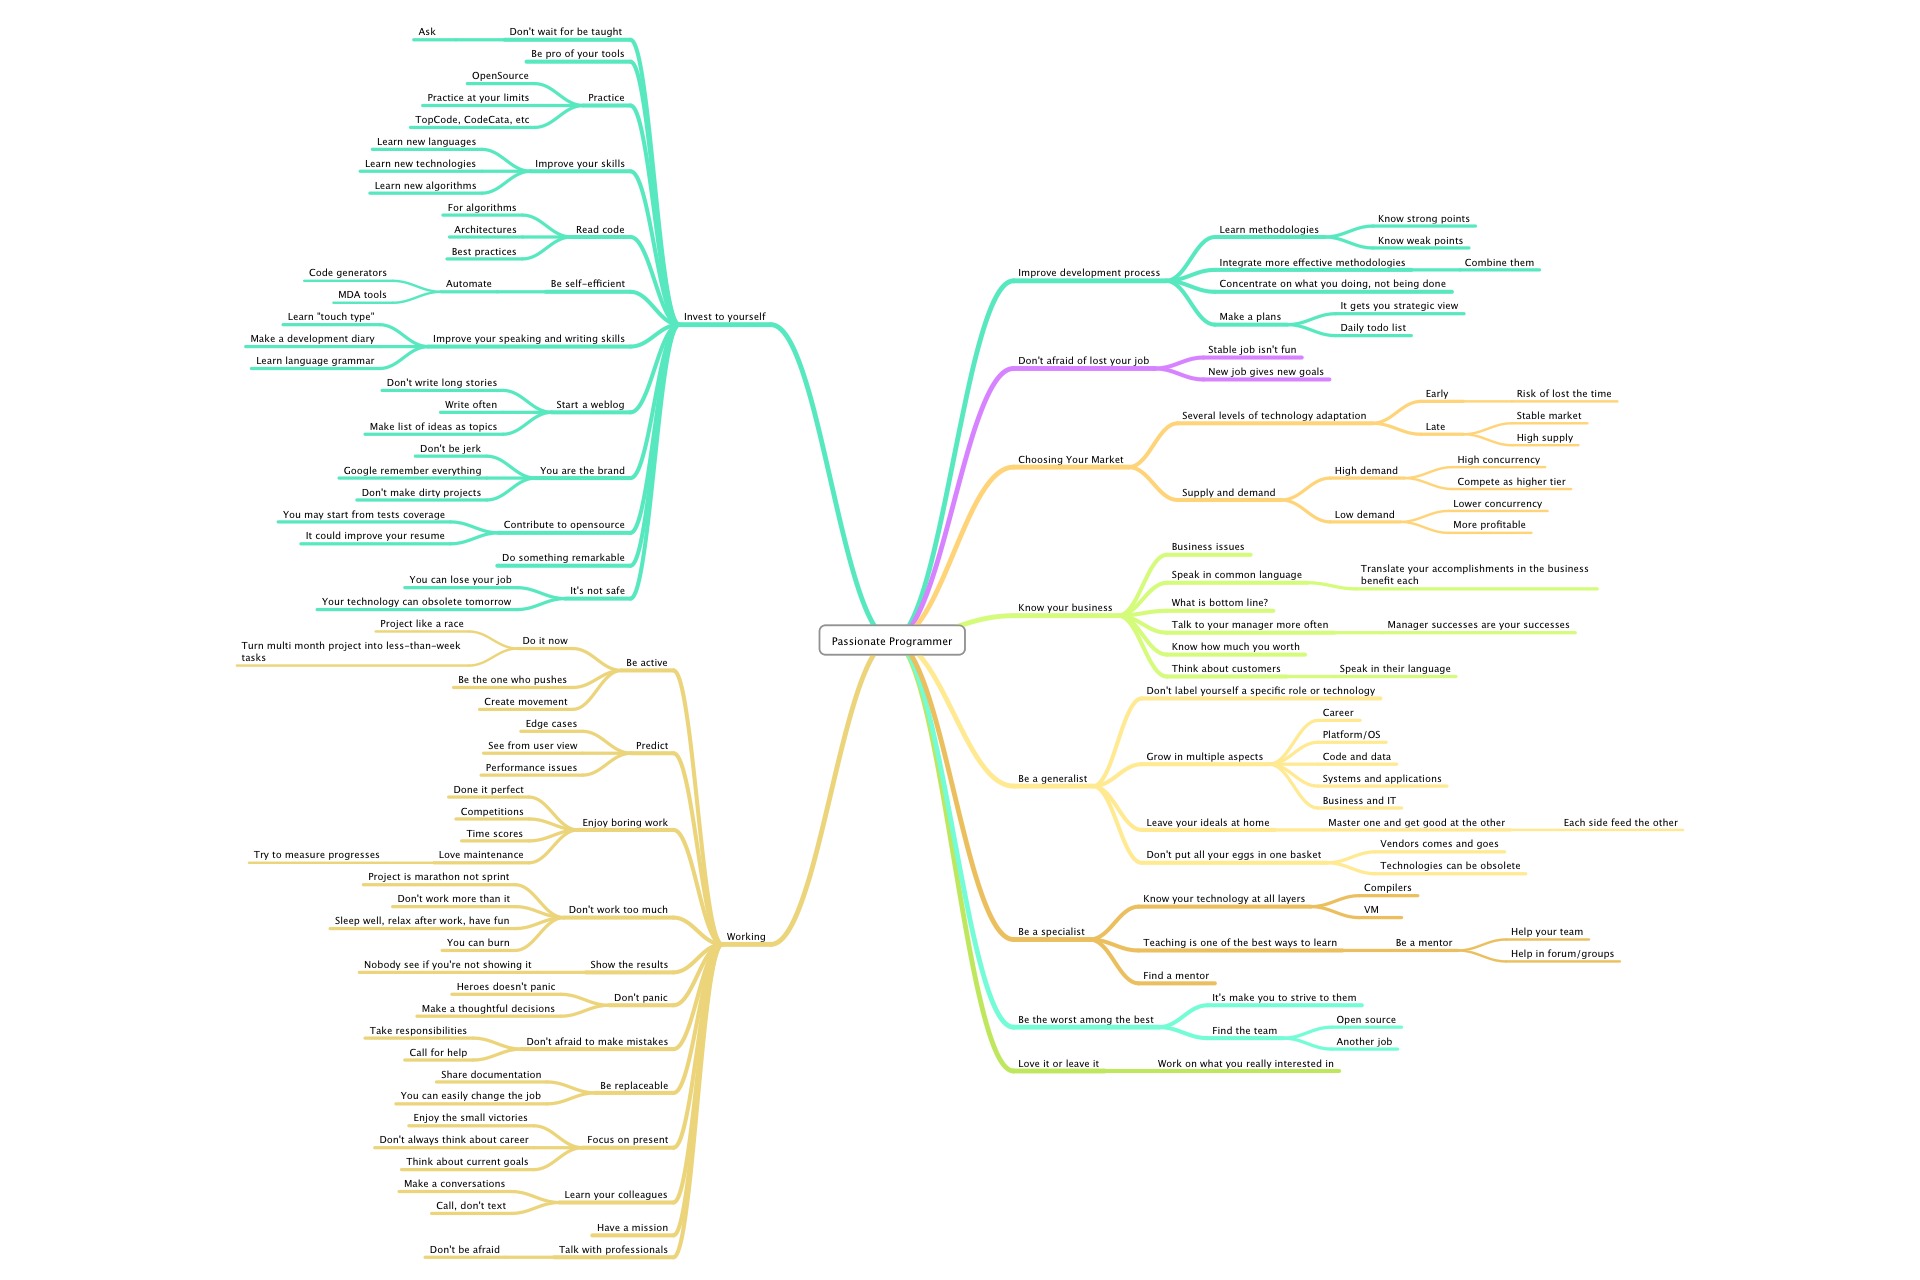 Passionate Programmer
Invest to yourself
Don't wait for be taught
Ask
Be pro of your tools
Practice
OpenSource
Practice at your limits
TopCode, CodeCata, etc
Improve your skills
Learn new languages
Learn new technologies
Learn new algorithms
Read code
For algorithms
Architectures
Best practices
Be self-efficient
Automate
Code generators
MDA tools
Improve your speaking and writing skills
Learn "touch type"
Make a development diary
Learn language grammar
Start a weblog
Don't write long stories
Write often
Make list of ideas as topics
You are the brand
Don't be jerk
Google remember everything
Don't make dirty projects
Contribute to opensource
You may start from tests coverage
It could improve your resume
Do something remarkable
It's not safe
You can lose your job
Your technology can obsolete tomorrow
Working
Be active
Do it now
Project like a race
Turn multi month project into less-than-week
tasks
Be the one who pushes
Create movement
Predict
Edge cases
See from user view
Performance issues
Enjoy boring work
Done it perfect
Competitions
Time scores
Love maintenance
Try to measure progresses
Don't work too much
Project is marathon not sprint
Don't work more than it
Sleep well, relax after work, have fun
You can burn
Show the results
Nobody see if you're not showing it
Don't panic
Heroes doesn't panic
Make a thoughtful decisions
Don't afraid to make mistakes
Take responsibilities
Call for help
Be replaceable
Share documentation
You can easily change the job
Focus on present
Enjoy the small victories
Don't always think about career
Think about current goals
Learn your colleagues
Make a conversations
Call, don't text
Have a mission
Talk with professionals
Don't be afraid
Improve development process
Learn methodologies
Know strong points
Know weak points
Integrate more effective methodologies
Combine them
Concentrate on what you doing, not being done
Make a plans
It gets you strategic view
Daily todo list
Don't afraid of lost your job
Stable job isn't fun
New job gives new goals
Choosing Your Market
Several levels of technology adaptation
Early
Risk of lost the time
Late
Stable market
High supply
Supply and demand
High demand
High concurrency
Compete as higher tier
Low demand
Lower concurrency
More profitable
Know your business
Business issues
Speak in common language
Translate your accomplishments in the business
benefit each
What is bottom line?
Talk to your manager more often
Manager successes are your successes
Know how much you worth
Think about customers
Speak in their language
Be a generalist
Don't label yourself a specific role or technology
Grow in multiple aspects
Career
Platform/OS
Code and data
Systems and applications
Business and IT
Leave your ideals at home
Master one and get good at the other
Each side feed the other
Don't put all your eggs in one basket
Vendors comes and goes
Technologies can be obsolete
Be a specialist
Know your technology at all layers
Compilers
VM
Teaching is one of the best ways to learn
Be a mentor
Help your team
Help in forum/groups
Find a mentor
Be the worst among the best
It's make you to strive to them
Find the team
Open source
Another job
Love it or leave it
Work on what you really interested in